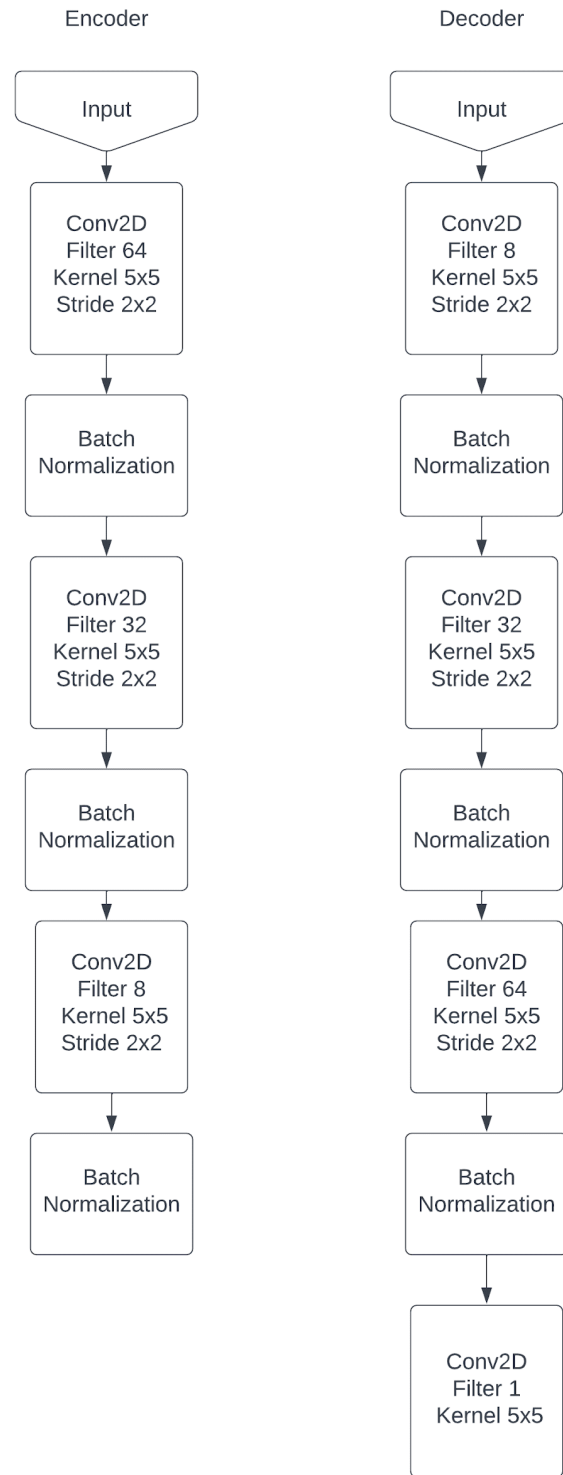 Encoder
Input
Conv2D
Filter 64
Kernel 5x5
Stride 2x2
Batch
Normalization
Conv2D
Filter 32
Kernel 5x5
Stride 2x2
Batch
Normalization
Conv2D
Filter 8
Kernel 5x5
Stride 2x2
Batch
Normalization
Decoder
Input
Conv2D
Filter 8
Kernel 5x5
Stride 2x2
Batch
Normalization
Conv2D
Filter 32
Kernel 5x5
Stride 2x2
Batch
Normalization
Conv2D
Filter 64
Kernel 5x5
Stride 2x2
Batch
Normalization
Conv2D
Filter 1
Kernel 5x5